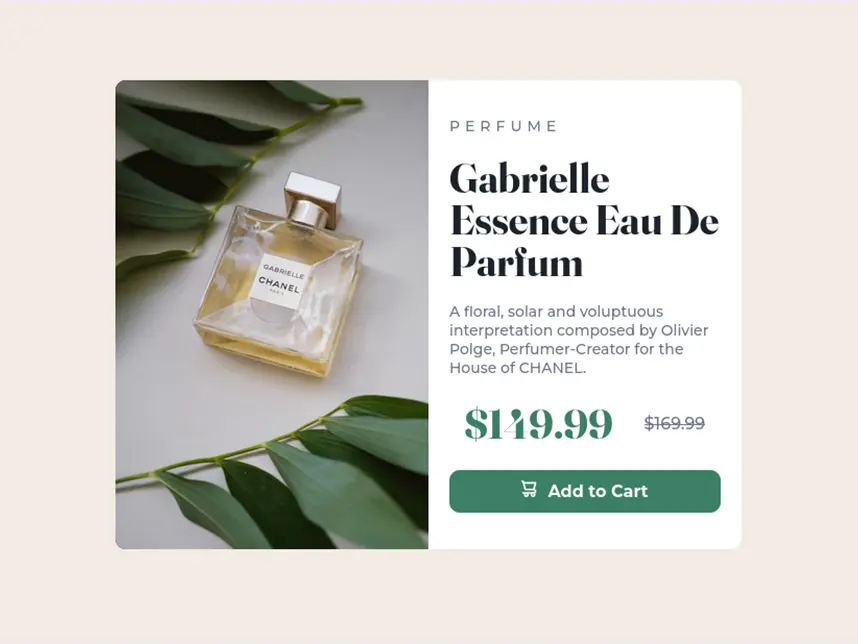 PERFUME
Gabrielle
Essence Eau De
Parfum
A floral, solar and voluptuous
interpretation composed by Olivier
Polge, Perfumer-Creator for the
House of CHANEL.
$149.99 $169.99
Add to Cart
GABRIELLE
CHANEL
PARIS